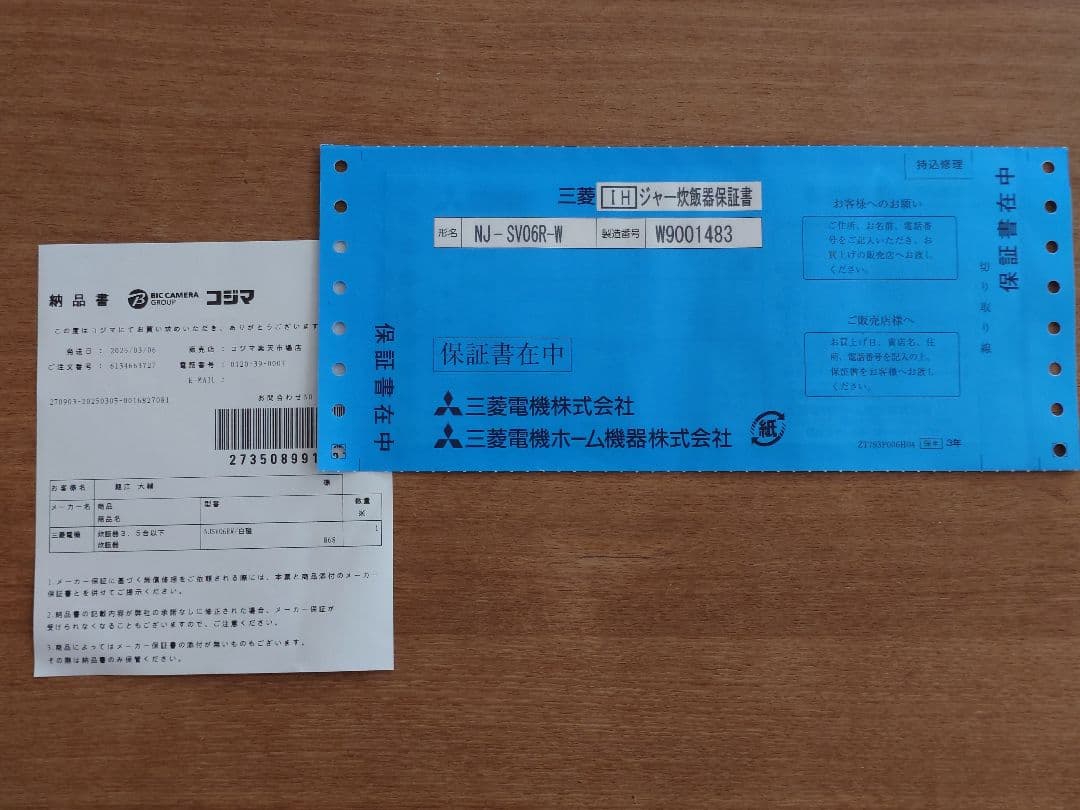 納品書 BIC CAMERA GROUP コジマ
この度はコジマにてお買い求めいただき、ありがとうございます
発送日 : 販売店 : コジマ楽天市場店
ご注文番号 : 6134663727 電話番号 :
E-MAIL :
お問合わせNO
273508991
お客様名 大輔 様
メーカー名 商品 型番 数量
商品名
三菱電機 炊飯器3.5合以下 1
炊飯器 868
1.メーカー保証に基づく無償修理をご依頼される際には、本票と商品添付のメーカー
保証書とを併せてご提示ください。
2.納品書の記載内容が弊社の承諾なしに修正された場合、メーカー保証が
受けられなくなることもございますので、ご注意ください。
3.商品によってはメーカー保証書の添付が無いものもございます。
その際は納品書のみ保管ください。
持込修理
三菱 IH ジャー炊飯器保証書
形名 NJ-SV06R-W 製造番号 W9001483
お客様へのお願い
ご住所、お名前、電話番
号をご記入いただき、お
買上げの販売店へお渡し
ください。
ご販売店様へ
お買上げ日、貴店名、住
所、電話番号を記入の上、
保証書をお客様へお渡し
ください。
保証書在中
保証書在中
三菱電機株式会社
三菱電機ホーム機器株式会社
紙
ZT793P006H04 保年 3年
切り取り線
保証書在中